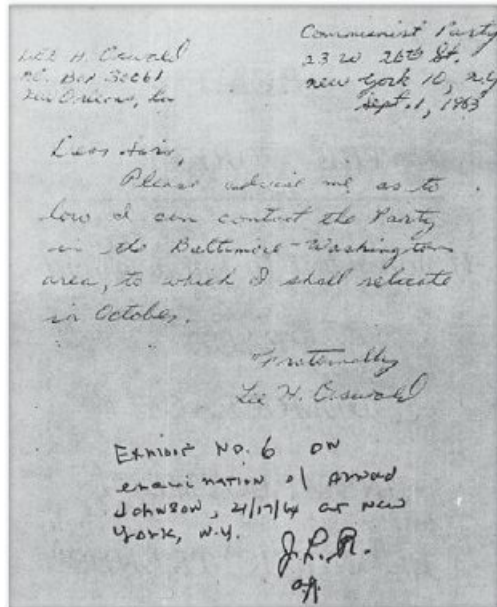 Lee H. Oswald
P.O. Box 30061
New Orleans, La
Communist Party
23 W 26th St.
New York 10, N.Y
Sept. 1, 1963
Dear Sirs,
Please advise me as to
how I can contact the Party
in the Baltimore-Washington
area, to which I shall relocate
in October.
Fraternally
Lee H. Oswald
Exhibit No. 6 on
examination of Arnold
Johnson, 4/17/64 at New
York, N.Y.
J.L.R.